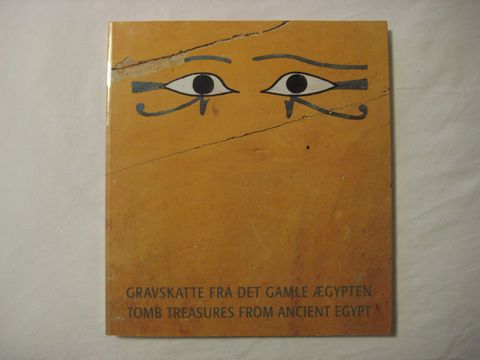 GRAVSKATTE FRA DET GAMLE ÆGYPTEN
TOMB TREASURES FROM ANCIENT EGYPT